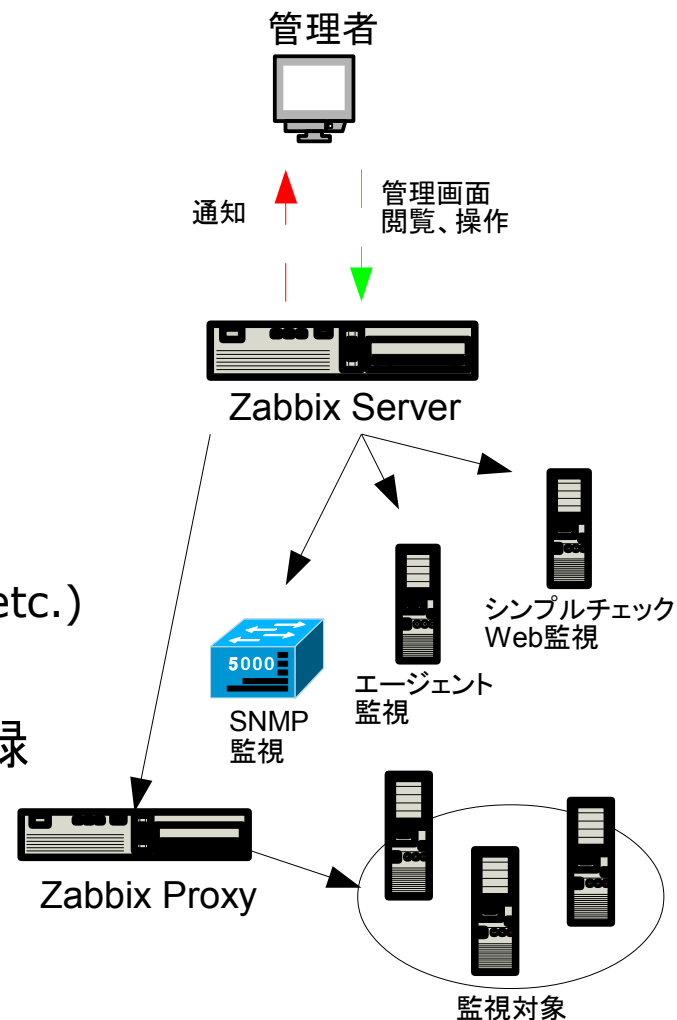 管理者
通知
管理画面
閲覧、操作
Zabbix Server
etc.)
シンプルチェック
Web監視
5000
エージェント
監視
SNMP
監視
録
Zabbix Proxy
監視対象